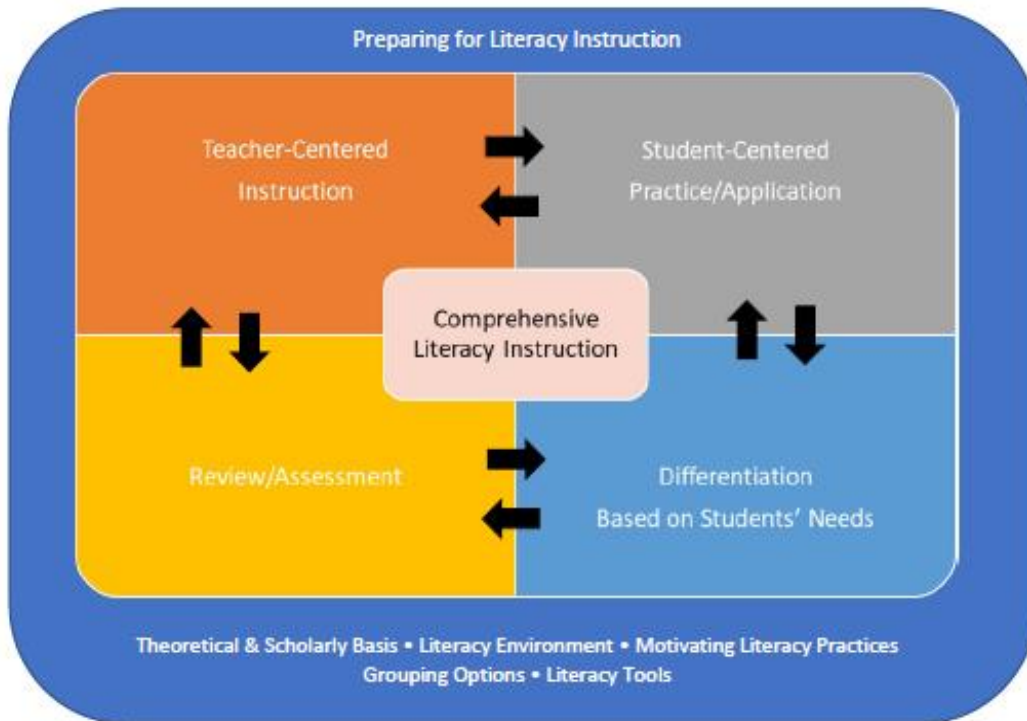 Preparing for Literacy Instruction
Teacher-Centered
Instruction
Student-Centered
Practice/Application
Comprehensive
Literacy Instruction
Review/Assessment
Differentiation
Based on Students’ Needs
Theoretical & Scholarly Basis • Literacy Environment • Motivating Literacy Practices
Grouping Options • Literacy Tools